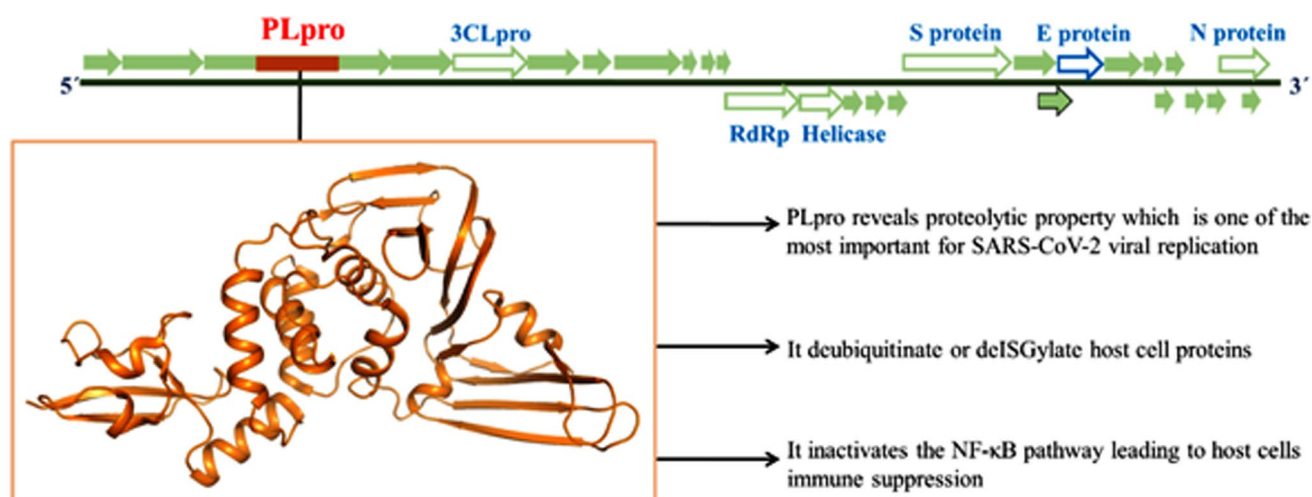 PLpro
3CLpro
S protein
E protein
N protein
5´
3´
RdRp
Helicase
PLpro reveals proteolytic property which is one of the
most important for SARS-CoV-2 viral replication
It deubiquitinate or deISGylate host cell proteins
It inactivates the NF-κB pathway leading to host cells
immune suppression